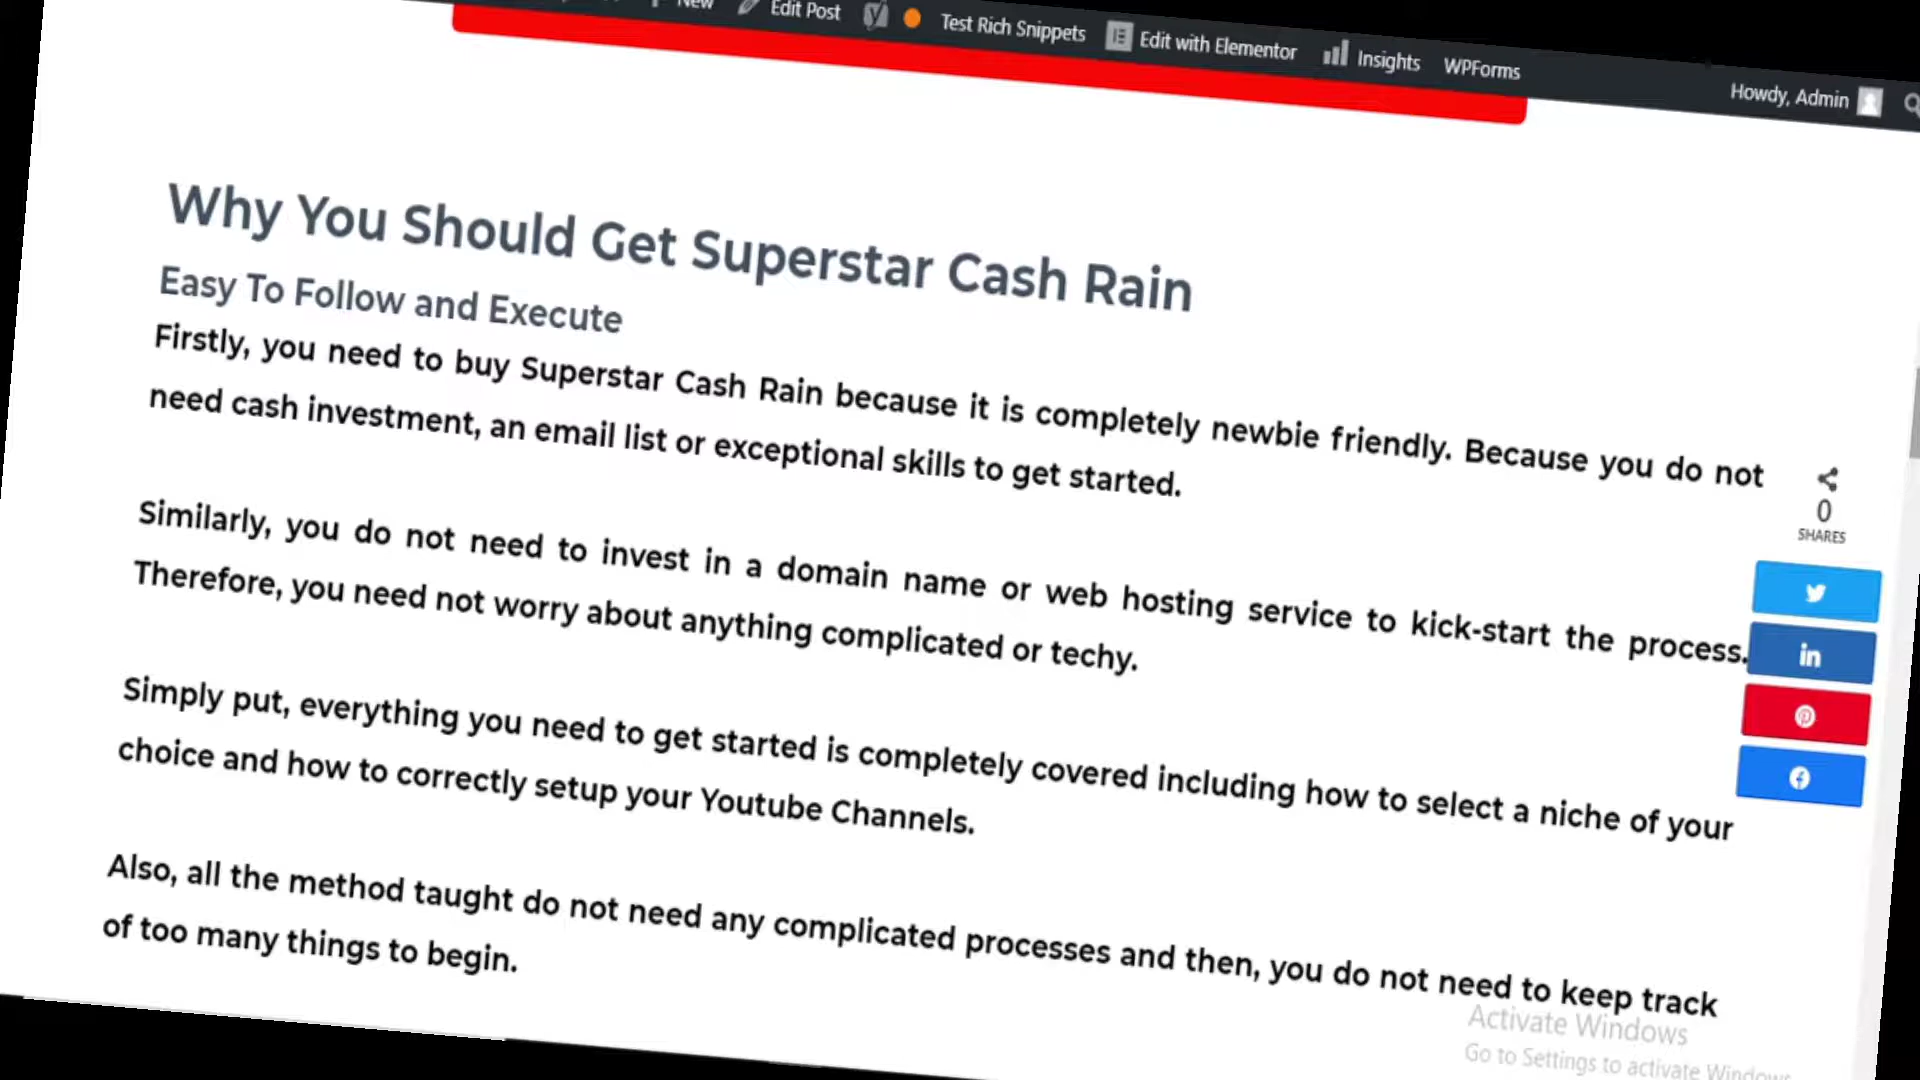 New Edit Post Test Rich Snippets Edit with Elementor Insights WPForms
Howdy, Admin
Why You Should Get Superstar Cash Rain
Easy To Follow and Execute
Firstly, you need to buy Superstar Cash Rain because it is completely newbie friendly. Because you do not
need cash investment, an email list or exceptional skills to get started.
0
SHARES
Similarly, you do not need to invest in a domain name or web hosting service to kick-start the process.
Therefore, you need not worry about anything complicated or techy.
in
Simply put, everything you need to get started is completely covered including how to select a niche of your
choice and how to correctly setup your Youtube Channels.
Also, all the method taught do not need any complicated processes and then, you do not need to keep track
of too many things to begin.
Activate Windows
Go to Settings to activate Windows